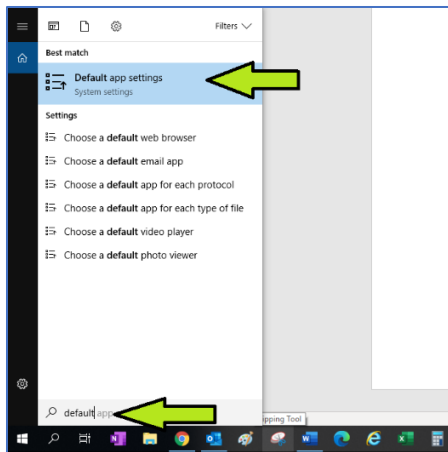 Filters
Best match
Default app settings
System settings
Settings
Choose a default web browser
Choose a default email app
Choose a default app for each protocol
Choose a default app for each type of file
Choose a default video player
Choose a default photo viewer
default app
pping Tool